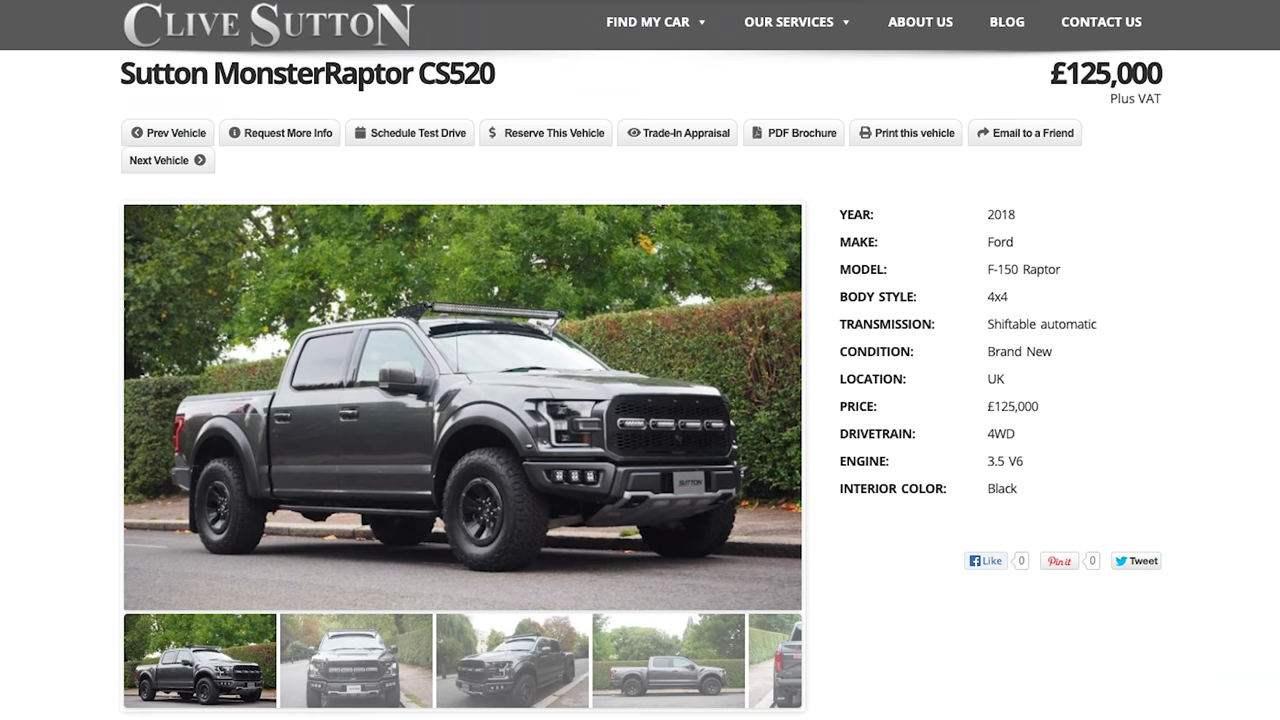 CLIVE SUTTON
FIND MY CAR
OUR SERVICES
ABOUT US
BLOG
CONTACT US
Sutton MonsterRaptor CS520
£125,000
Plus VAT
Prev Vehicle
Request More Info
Schedule Test Drive
$ Reserve This Vehicle
Trade-In Appraisal
PDF Brochure
Print this vehicle
Email to a Friend
Next Vehicle
SUTTON
YEAR: 2018
MAKE: Ford
MODEL: F-150 Raptor
BODY STYLE: 4x4
TRANSMISSION: Shiftable automatic
CONDITION: Brand New
LOCATION: UK
PRICE: £125,000
DRIVETRAIN: 4WD
ENGINE: 3.5 V6
INTERIOR COLOR: Black
Like 0
Pin it 0
Tweet